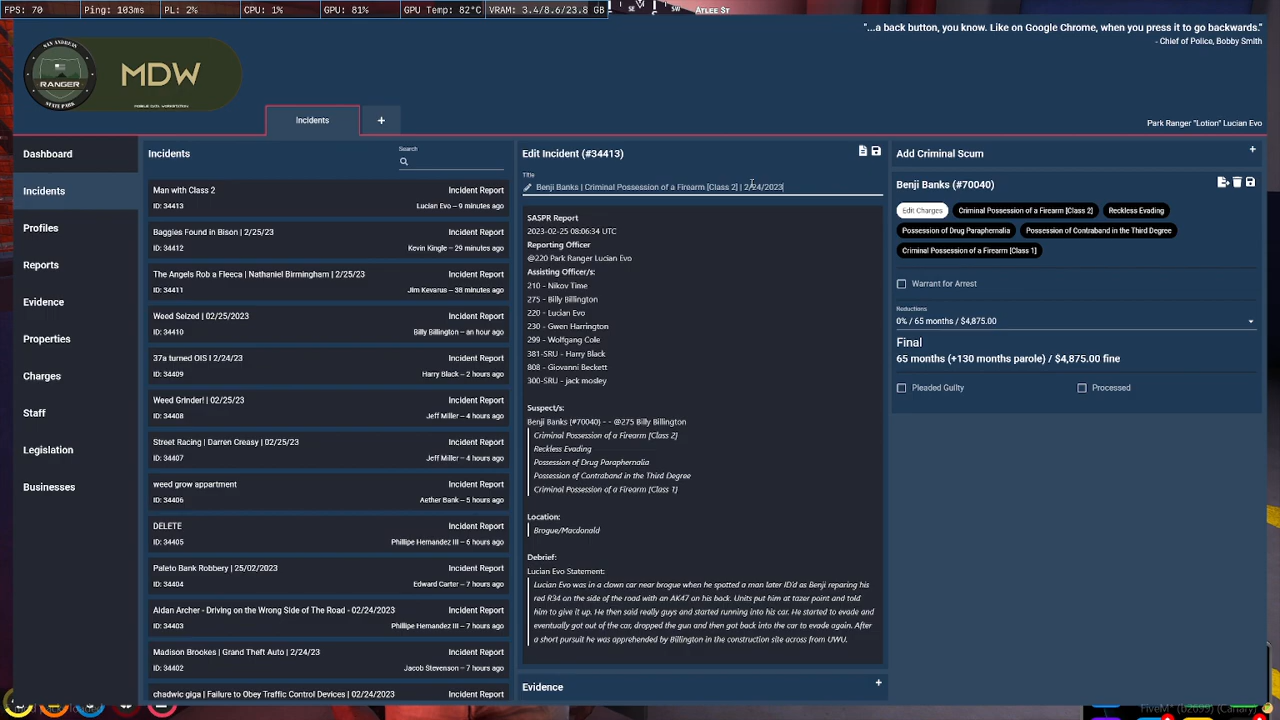 FPS: 70
Ping: 103ms
PL: 2%
CPU: 1%
GPU: 81%
GPU Temp: 82°C
VRAM: 3.4/8.6/23.8 GB
SE
S
SW
Atlee St
"...a back button, you know. Like on Google Chrome, when you press it to go backwards."
- Chief of Police, Bobby Smith
SAN ANDREAS
RANGER
STATE PARK
MDW
MOBILE DATA WORKSTATION
Incidents
+
Park Ranger "Lotion" Lucian Evo
Dashboard
Incidents
Profiles
Reports
Evidence
Properties
Charges
Staff
Legislation
Businesses
Incidents
Search
Man with Class 2
Incident Report
ID: 34413
Lucian Evo – 9 minutes ago
Baggies Found in Bison | 2/25/23
Incident Report
ID: 34412
Kevin Kingle – 29 minutes ago
The Angels Rob a Fleeca | Nathaniel Birmingham | 2/25/23
Incident Report
ID: 34411
Jim Kevarus – 38 minutes ago
Weed Seized | 02/25/2023
Incident Report
ID: 34410
Billy Billington – an hour ago
37a turned OIS I 2/24/23
Incident Report
ID: 34409
Harry Black – 2 hours ago
Weed Grinder! | 02/25/23
Incident Report
ID: 34408
Jeff Miller – 4 hours ago
Street Racing | Darren Creasy | 02/25/23
Incident Report
ID: 34407
Jeff Miller – 4 hours ago
weed grow appartment
Incident Report
ID: 34406
Aether Bank – 5 hours ago
DELETE
Incident Report
ID: 34405
Phillipe Hernandez III – 6 hours ago
Paleto Bank Robbery | 25/02/2023
Incident Report
ID: 34404
Edward Carter – 7 hours ago
Aidan Archer - Driving on the Wrong Side of The Road - 02/24/2023
Incident Report
ID: 34403
Phillipe Hernandez III – 7 hours ago
Madison Brookes | Grand Theft Auto | 2/24/23
Incident Report
ID: 34402
Jacob Stevenson – 7 hours ago
chadwic giga | Failure to Obey Traffic Control Devices | 02/24/2023
Incident Report
Edit Incident (#34413)
Title
Benji Banks | Criminal Possession of a Firearm [Class 2] | 2/24/2023
SASPR Report
2023-02-25 08:06:34 UTC
Reporting Officer
@220 Park Ranger Lucian Evo
Assisting Officer/s:
210 - Nikov Time
275 - Billy Billington
220 - Lucian Evo
230 - Gwen Harrington
299 - Wolfgang Cole
381-SRU - Harry Black
808 - Giovanni Beckett
300-SRU - jack mosley
Suspect/s:
Benji Banks (#70040) - - @275 Billy Billington
Criminal Possession of a Firearm [Class 2]
Reckless Evading
Possession of Drug Paraphernalia
Possession of Contraband in the Third Degree
Criminal Possession of a Firearm [Class 1]
Location:
Brogue/Macdonald
Debrief:
Lucian Evo Statement:
Lucian Evo was in a clown car near brogue when he spotted a man later ID'd as Benji reparing his
red R34 on the side of the road with an AK47 on his back. Units put him at tazer point and told
him to give it up. He then said really guys and started running into his car. He started to evade and
eventually got out of the car, dropped the gun and then got back into the car to evade again. After
a short pursuit he was apprehended by Billington in the construction site across from UWU.
Evidence
+
Add Criminal Scum
+
Benji Banks (#70040)
Edit Charges
Criminal Possession of a Firearm [Class 2]
Reckless Evading
Possession of Drug Paraphernalia
Possession of Contraband in the Third Degree
Criminal Possession of a Firearm [Class 1]
Warrant for Arrest
Reductions
0% / 65 months / $4,875.00
Final
65 months (+130 months parole) / $4,875.00 fine
Pleaded Guilty
Processed
FiveM* (b2699) (Canary)